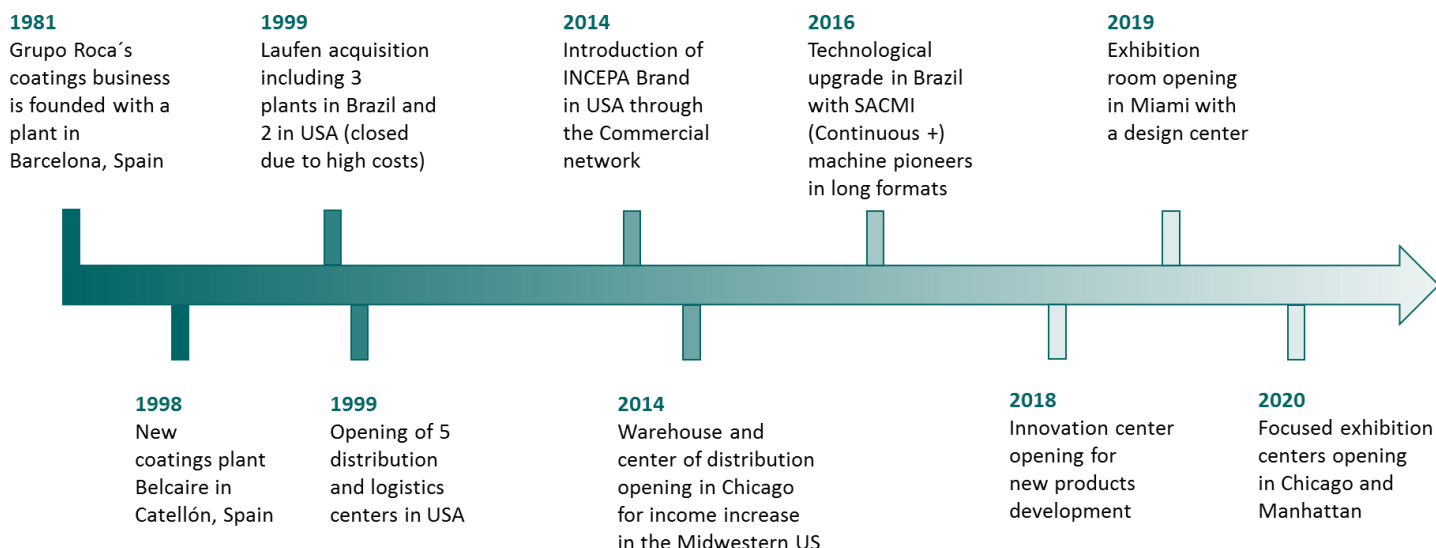 1981
Grupo Roca´s
coatings business
is founded with a
plant in
Barcelona, Spain
1999
Laufen acquisition
including 3
plants in Brazil and
2 in USA (closed
due to high costs)
2014
Introduction of
INCEPA Brand
in USA through
the Commercial
network
2016
Technological
upgrade in Brazil
with SACMI
(Continuous +)
machine pioneers
in long formats
2019
Exhibition
room opening
in Miami with
a design center
1998
New
coatings plant
Belcaire in
Catellón, Spain
1999
Opening of 5
distribution
and logistics
centers in USA
2014
Warehouse and
center of distribution
opening in Chicago
for income increase
in the Midwestern US
2018
Innovation center
opening for
new products
development
2020
Focused exhibition
centers opening
in Chicago and
Manhattan